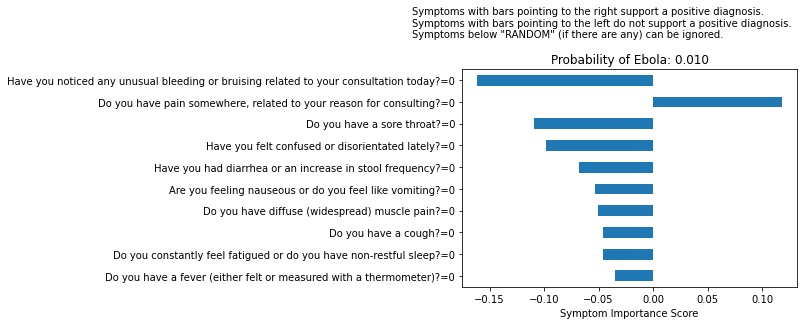 Symptoms with bars pointing to the right support a positive diagnosis.
Symptoms with bars pointing to the left do not support a positive diagnosis.
Symptoms below "RANDOM" (if there are any) can be ignored.
Probability of Ebola: 0.010
Have you noticed any unusual bleeding or bruising related to your consultation today?=0
Do you have pain somewhere, related to your reason for consulting?=0
Do you have a sore throat?=0
Have you felt confused or disorientated lately?=0
Have you had diarrhea or an increase in stool frequency?=0
Are you feeling nauseous or do you feel like vomiting?=0
Do you have diffuse (widespread) muscle pain?=0
Do you have a cough?=0
Do you constantly feel fatigued or do you have non-restful sleep?=0
Do you have a fever (either felt or measured with a thermometer)?=0
−0.15 −0.10 −0.05 0.00 0.05 0.10
Symptom Importance Score